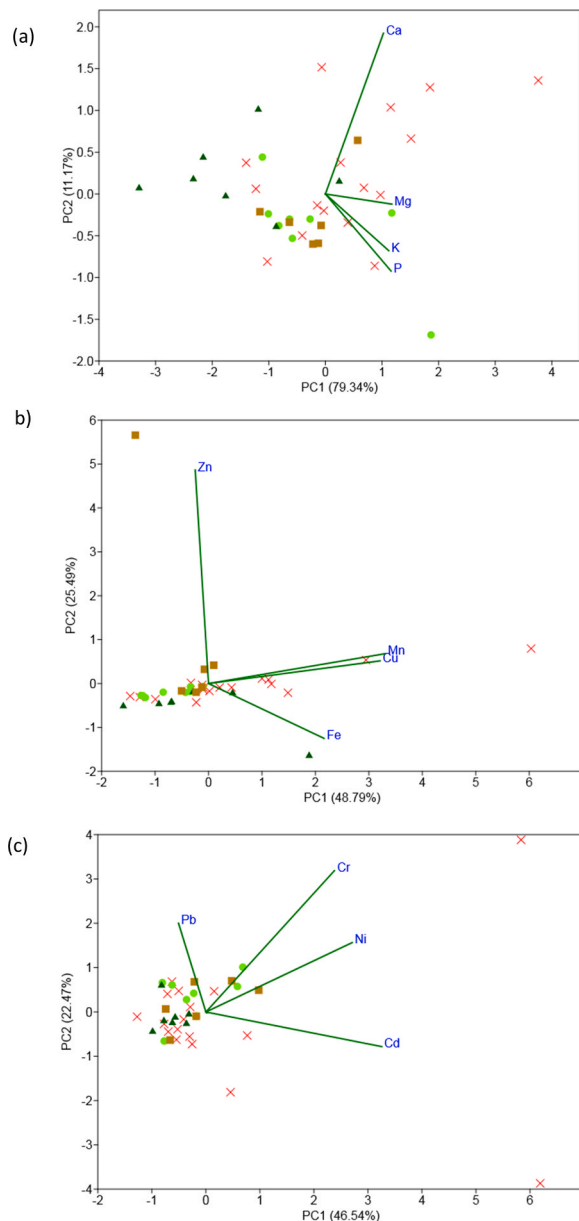 (a)
2.0
1.5
1.0
0.5
0.0
-0.5
-1.0
-1.5
-2.0
PC2 (11.17%)
Ca
Mg
K
P
-4 -3 -2 -1 0 1 2 3 4
PC1 (79.34%)
b)
6
5
4
3
2
1
0
-1
-2
PC2 (25.49%)
Zn
Mn
Cu
Fe
-2 -1 0 1 2 3 4 5 6
PC1 (48.79%)
(c)
4
3
2
1
0
-1
-2
-3
-4
PC2 (22.47%)
Cr
Pb
Ni
Cd
-2 -1 0 1 2 3 4 5 6
PC1 (46.54%)